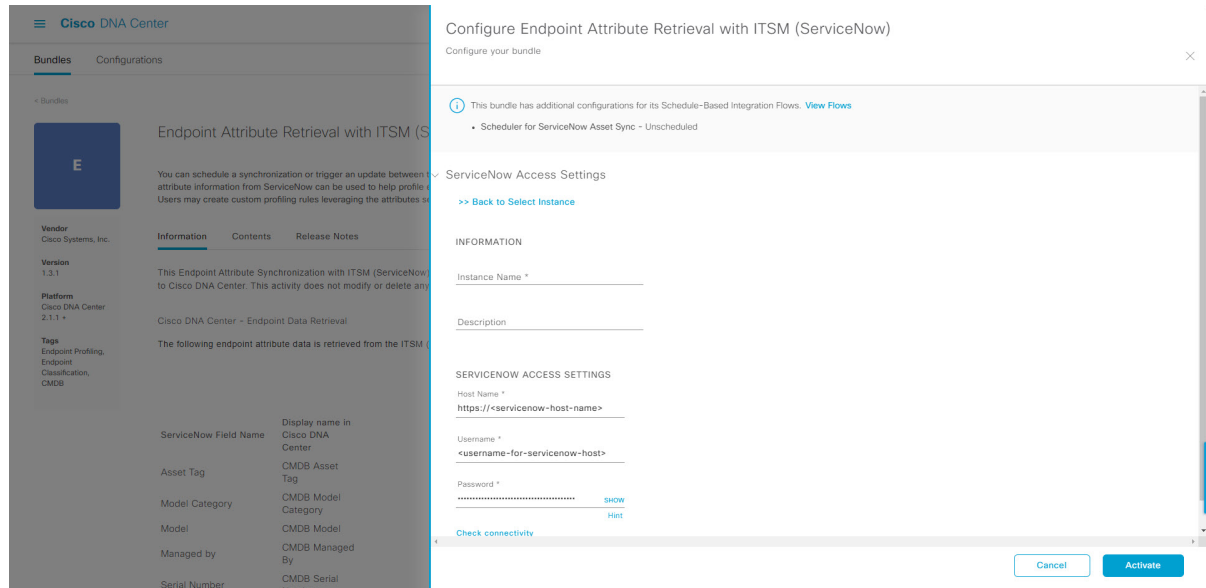 Cisco DNA Center
Bundles Configurations
< Bundles
E
Vendor
Cisco Systems, Inc.
Version
1.3.1
Platform
Cisco DNA Center
2.1.1 +
Tags
Endpoint Profiling,
Endpoint
Classification,
CMDB
Endpoint Attribute Retrieval with ITSM (S
You can schedule a synchronization or trigger an update between t
attribute information from ServiceNow can be used to help profile e
Users may create custom profiling rules leveraging the attributes se
Information Contents Release Notes
This Endpoint Attribute Synchronization with ITSM (ServiceNow)
to Cisco DNA Center. This activity does not modify or delete any
Cisco DNA Center - Endpoint Data Retrieval
The following endpoint attribute data is retrieved from the ITSM (
ServiceNow Field Name
Display name in
Cisco DNA
Center
Asset Tag
CMDB Asset
Tag
Model Category
CMDB Model
Category
Model
CMDB Model
Managed by
CMDB Managed
By
Serial Number
CMDB Serial
Configure Endpoint Attribute Retrieval with ITSM (ServiceNow)
Configure your bundle
This bundle has additional configurations for its Schedule-Based Integration Flows. View Flows
• Scheduler for ServiceNow Asset Sync - Unscheduled
ServiceNow Access Settings
>> Back to Select Instance
INFORMATION
Instance Name *
Description
SERVICENOW ACCESS SETTINGS
Host Name *
https://<servicenow-host-name>
Username *
<username-for-servicenow-host>
Password *
SHOW
Hint
Check connectivity
Cancel Activate